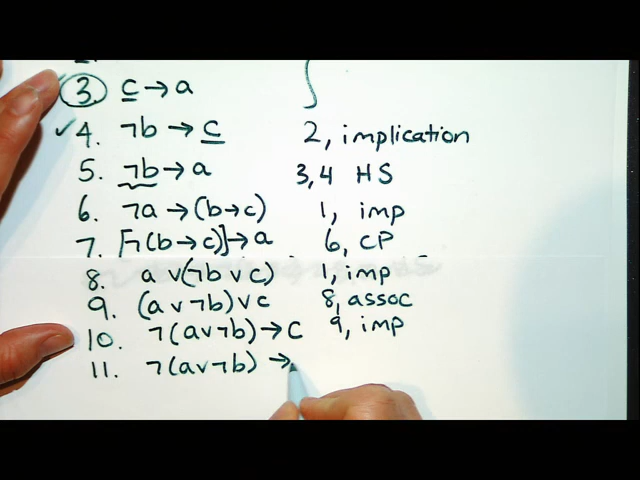 3. c → a
✓4. ¬b → c 2, implication
5. ¬b → a 3,4 HS
6. ¬a → (b → c) 1, imp
7. [¬(b → c)] → a 6, CP
8. a ∨ (¬b ∨ c) 1, imp
9. (a ∨ ¬b) ∨ c 8, assoc
10. ¬(a ∨ ¬b) → c 9, imp
11. ¬(a ∨ ¬b) →